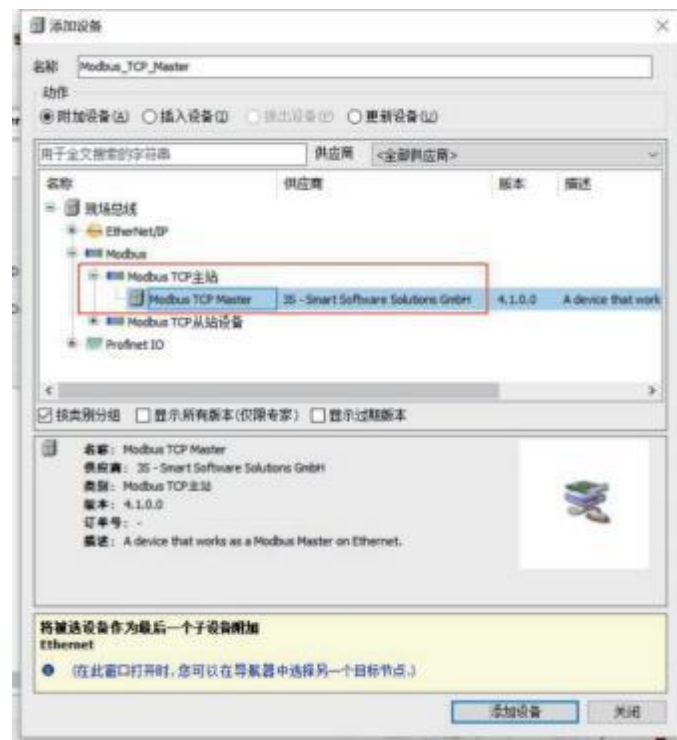 添加设备
名称 Modbus_TCP_Master
动作
附加设备(A) 插入设备(I) 拔出设备(P) 更新设备(U)
用于全文搜索的字符串 供应商 <全部供应商>
名称 供应商 版本 描述
现场总线
EtherNet/IP
Modbus
Modbus TCP主站
Modbus TCP Master 3S - Smart Software Solutions GmbH 4.1.0.0 A device that work
Modbus TCP从站设备
Profinet IO
按类别分组 显示所有版本(仅限专家) 显示过期版本
名称: Modbus TCP Master
供应商: 3S - Smart Software Solutions GmbH
类别: Modbus TCP主站
版本: 4.1.0.0
订单号: -
描述: A device that works as a Modbus Master on Ethernet.
将被选设备作为最后一个子设备附加
Ethernet
(在此窗口打开时,您可以在导航器中选择另一个目标节点.)
添加设备 关闭